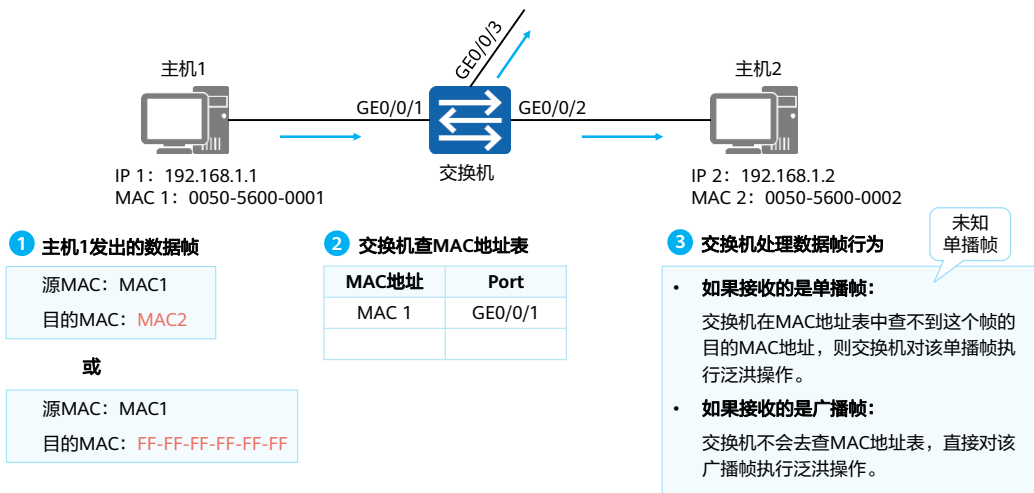 GE0/0/3
主机1
主机2
GE0/0/1
GE0/0/2
交换机
IP 1：192.168.1.1
MAC 1：0050-5600-0001
IP 2：192.168.1.2
MAC 2：0050-5600-0002
1 主机1发出的数据帧
源MAC：MAC1
目的MAC：MAC2
或
源MAC：MAC1
目的MAC：FF-FF-FF-FF-FF-FF
2 交换机查MAC地址表
MAC地址 Port
MAC 1 GE0/0/1
3 交换机处理数据帧行为
未知
单播帧
• 如果接收的是单播帧：
交换机在MAC地址表中查不到这个帧的
目的MAC地址，则交换机对该单播帧执
行泛洪操作。
• 如果接收的是广播帧：
交换机不会去查MAC地址表，直接对该
广播帧执行泛洪操作。